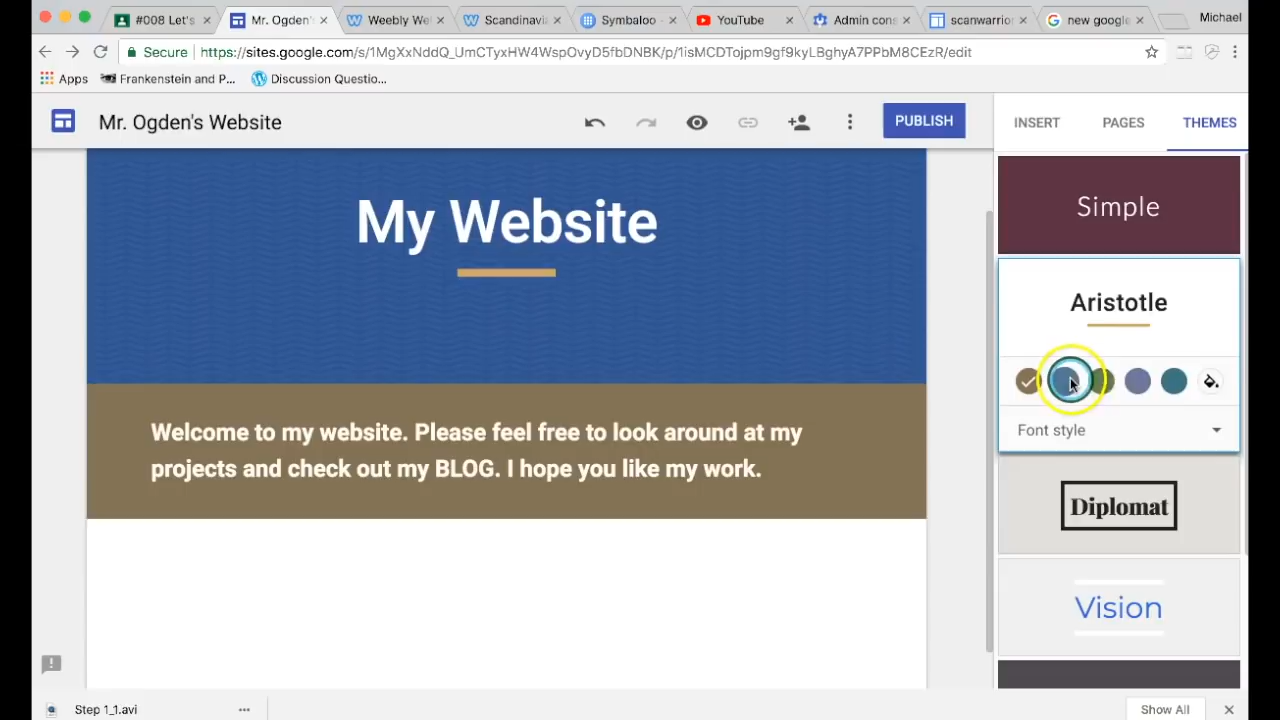 #008 Let's
Mr. Ogden's
Weebly We
Scandinavi
Symbaloo -
YouTube
Admin cons
scanwarrio
new google
Michael
Secure https://sites.google.com/s/1MgXxNddQ_UmCTyxHW4WspOvyD5fbDNBK/p/1isMCDTojpm9gf9kyLBghyA7PPbM8CEzR/edit
Apps
Frankenstein and P...
Discussion Questio...
Mr. Ogden's Website
PUBLISH
INSERT
PAGES
THEMES
My Website
Welcome to my website. Please feel free to look around at my
projects and check out my BLOG. I hope you like my work.
Simple
Aristotle
Font style
Diplomat
Vision
Step 1_1.avi
Show All